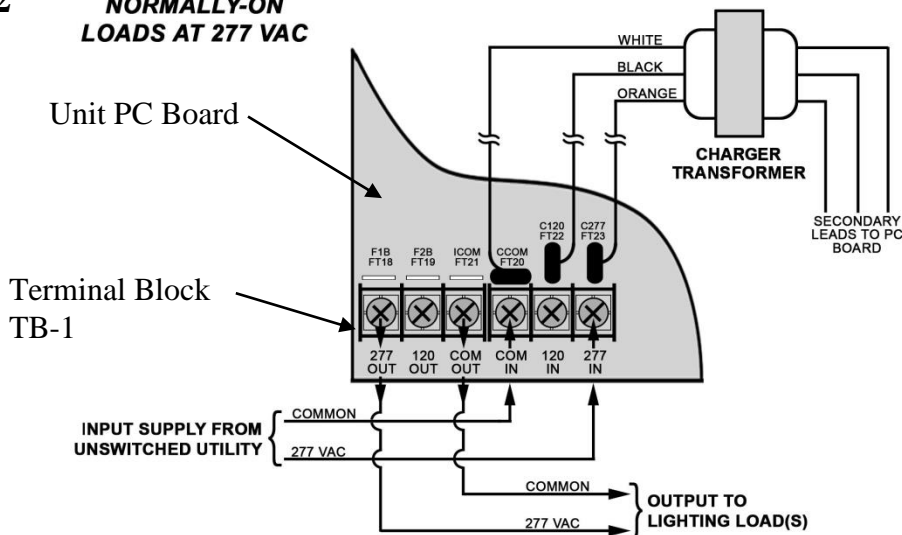 2
NORMALLY-ON
LOADS AT 277 VAC
WHITE
BLACK
ORANGE
CHARGER
TRANSFORMER
SECONDARY
LEADS TO PC
BOARD
Unit PC Board
F1B
FT18
F2B
FT19
ICOM
FT21
CCOM
FT20
C120
FT22
C277
FT23
Terminal Block
TB-1
277
OUT
120
OUT
COM
OUT
COM
IN
120
IN
277
IN
INPUT SUPPLY FROM
UNSWITCHED UTILITY
COMMON
277 VAC
COMMON
277 VAC
OUTPUT TO
LIGHTING LOAD(S)